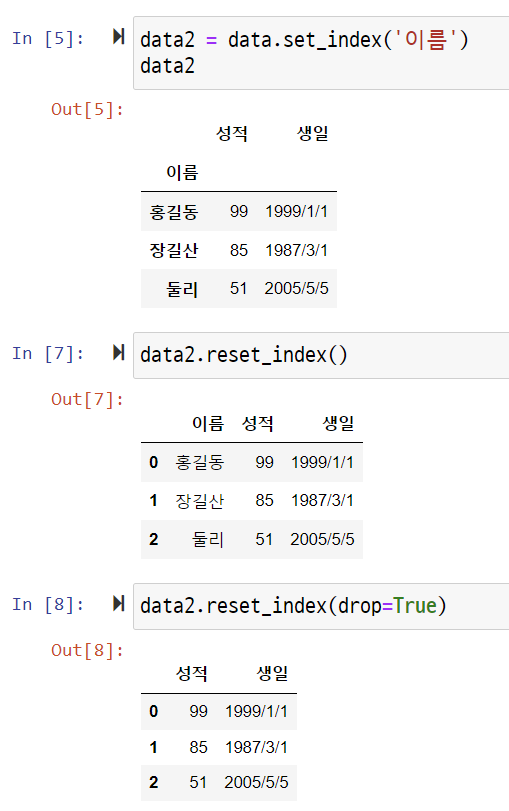 In [5]: data2 = data.set_index('이름')
data2
Out[5]:
성적 생일
이름
홍길동 99 1999/1/1
장길산 85 1987/3/1
둘리 51 2005/5/5
In [7]: data2.reset_index()
Out[7]:
이름 성적 생일
0 홍길동 99 1999/1/1
1 장길산 85 1987/3/1
2 둘리 51 2005/5/5
In [8]: data2.reset_index(drop=True)
Out[8]:
성적 생일
0 99 1999/1/1
1 85 1987/3/1
2 51 2005/5/5